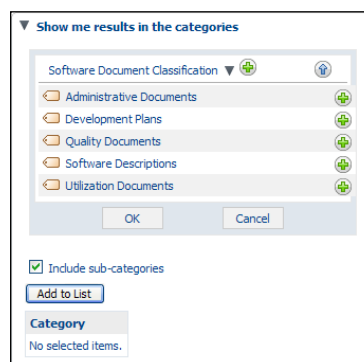 Show me results in the categories
Software Document Classification
Administrative Documents
Development Plans
Quality Documents
Software Descriptions
Utilization Documents
OK Cancel
Include sub-categories
Add to List
Category
No selected items.